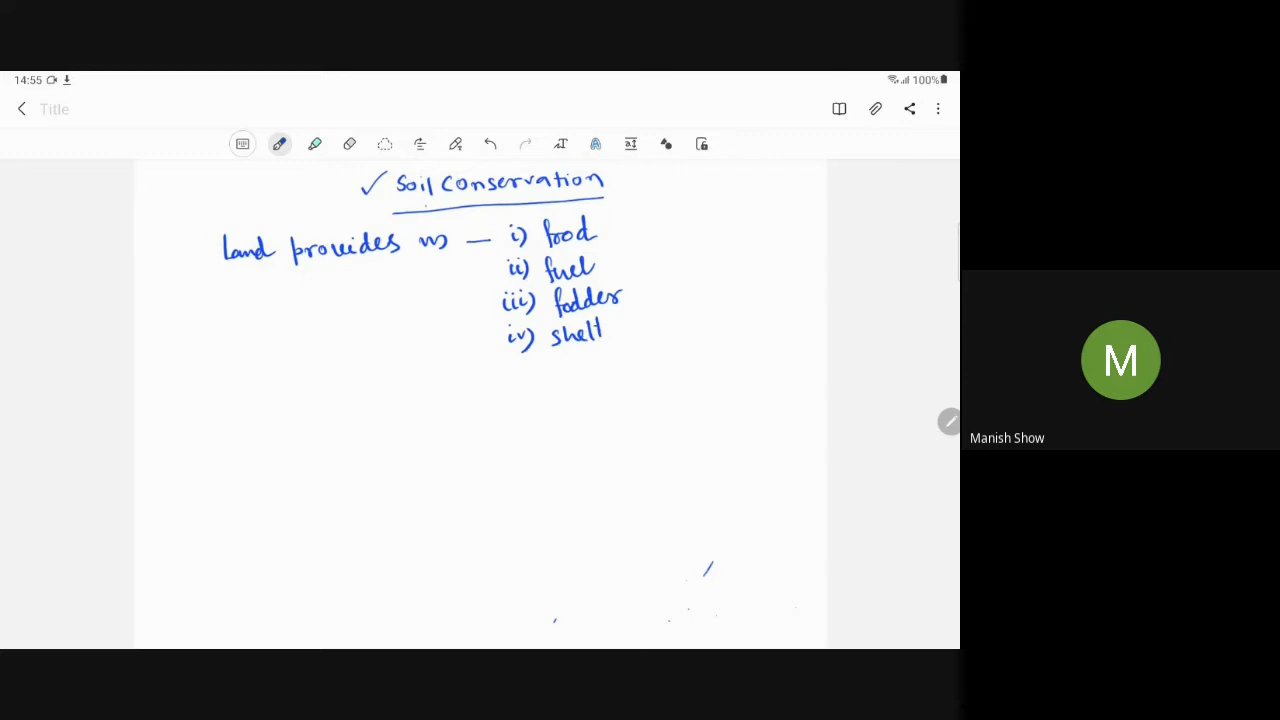 14:55 100%
Title
✓ Soil Conservation
Land provides us — i) food
ii) fuel
iii) fodder
iv) shelt
M
Manish Show